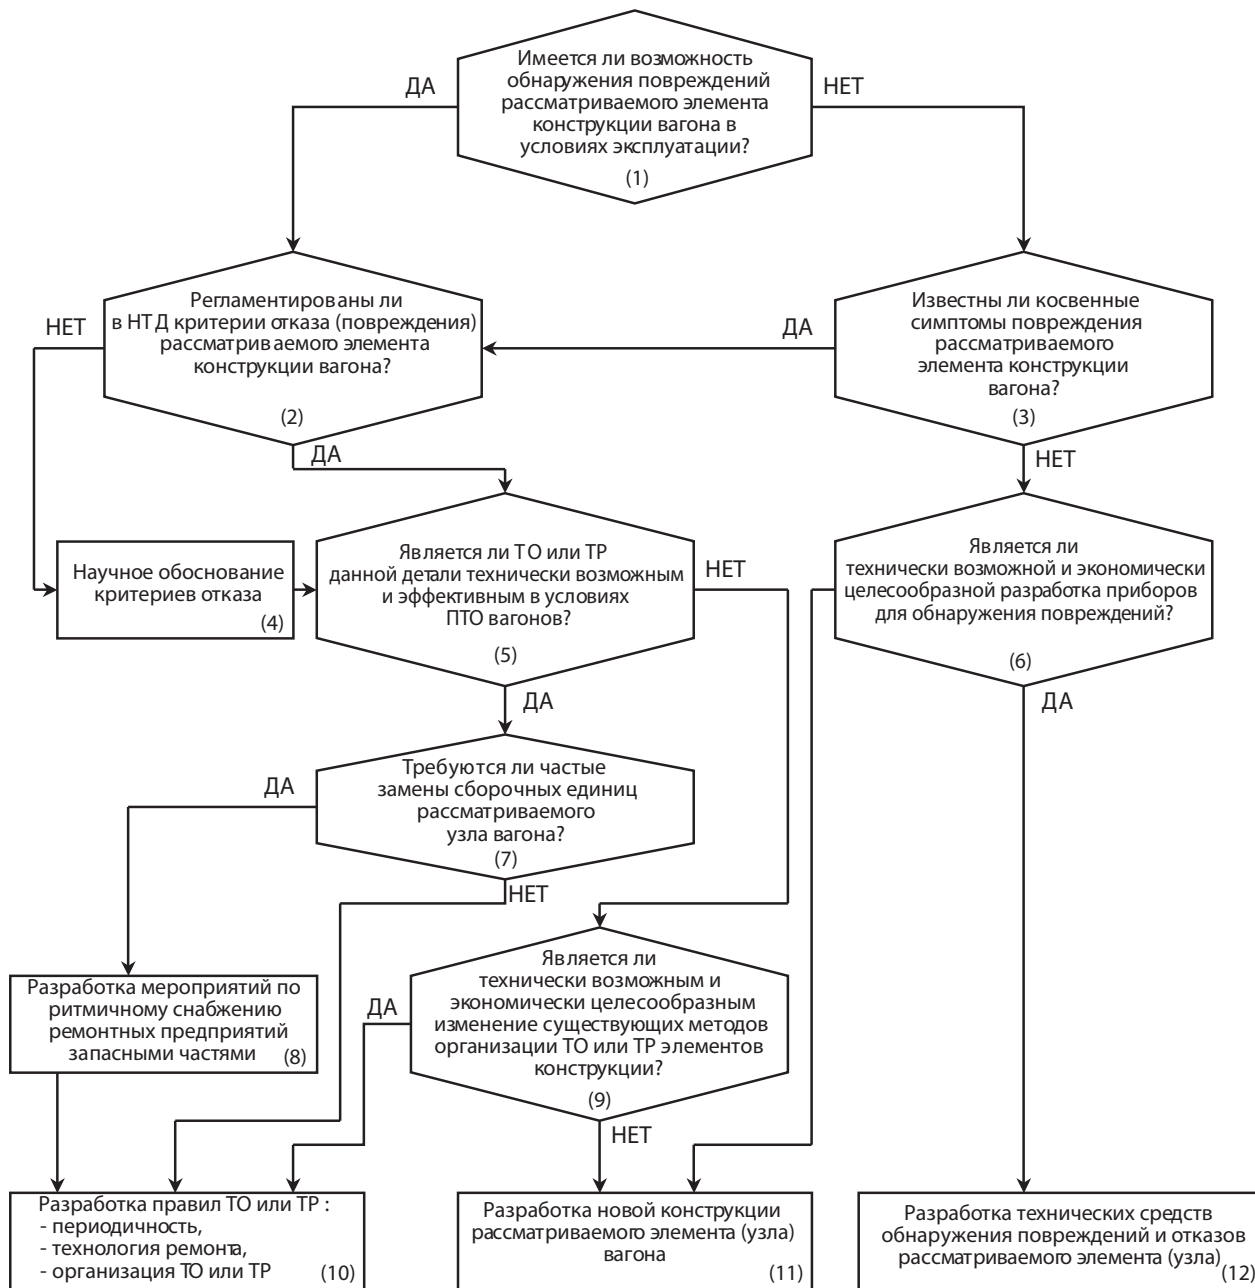 Имеется ли возможность
обнаружения повреждений
рассматриваемого элемента
конструкции вагона в
условиях эксплуатации?
(1)
ДА
НЕТ
Регламентированы ли
в НТД критерии отказа (повреждения)
рассматриваемого элемента
конструкции вагона?
(2)
НЕТ
ДА
Известны ли косвенные
симптомы повреждения
рассматриваемого
элемента конструкции
вагона?
(3)
ДА
НЕТ
Научное обоснование
критериев отказа
(4)
Является ли ТО или ТР
данной детали технически возможным
и эффективным в условиях
ПТО вагонов?
(5)
НЕТ
ДА
Является ли
технически возможной и экономически
целесообразной разработка приборов
для обнаружения повреждений?
(6)
НЕТ
ДА
Требуются ли частые
замены сборочных единиц
рассматриваемого
узла вагона?
(7)
ДА
НЕТ
Разработка мероприятий по
ритмичному снабжению
ремонтных предприятий
запасными частями
(8)
Является ли
технически возможным и
экономически целесообразным
изменение существующих методов
организации ТО или ТР элементов
конструкции?
(9)
ДА
НЕТ
Разработка правил ТО или ТР :
- периодичность,
- технология ремонта,
- организация ТО или ТР
(10)
Разработка новой конструкции
рассматриваемого элемента (узла)
вагона
(11)
Разработка технических средств
обнаружения повреждений и отказов
рассматриваемого элемента (узла)
(12)